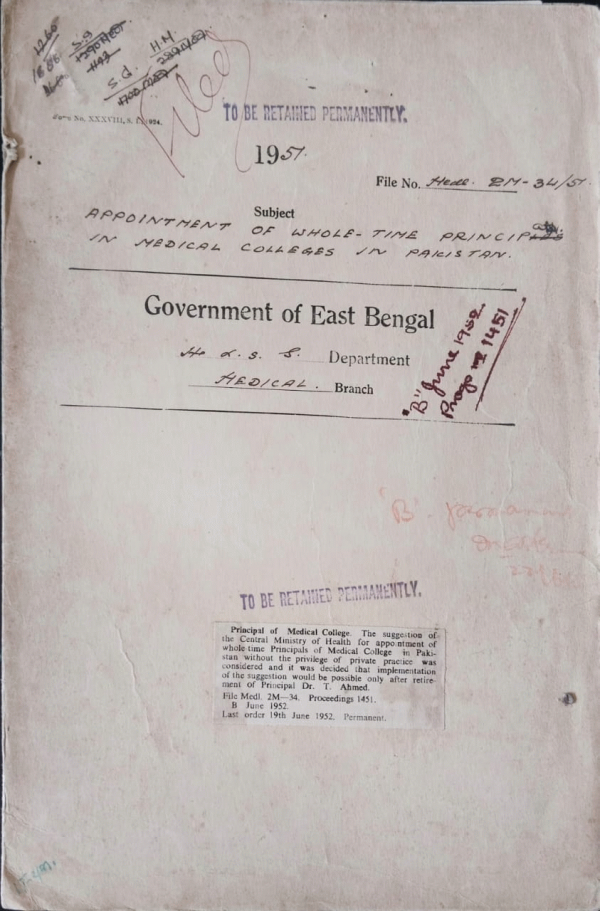 1260
S.S
H.M.
S.d.
Filed
TO BE RETAINED PERMANENTLY.
1951.
File No. Medl. 2M-34/51
Subject
APPOINTMENT OF WHOLE-TIME
IN MEDICAL COLLEGES IN PAKISTAN.
Government of East Bengal
H & L. S. G. Department
MEDICAL. Branch
"B" June 1952.
1451
"B".
TO BE RETAINED PERMANENTLY.
Principal of Medical College. The suggestion of
the Central Ministry of Health for appointment of
whole-time Principals of Medical College in Paki-
stan without the privilege of private practice was
considered and it was decided that implementation
of the suggestion would be possible only after retire-
ment of Principal Dr. T. Ahmed.
File Medl. 2M—34. Proceedings 1451.
B June 1952.
Last order 19th June 1952. Permanent.